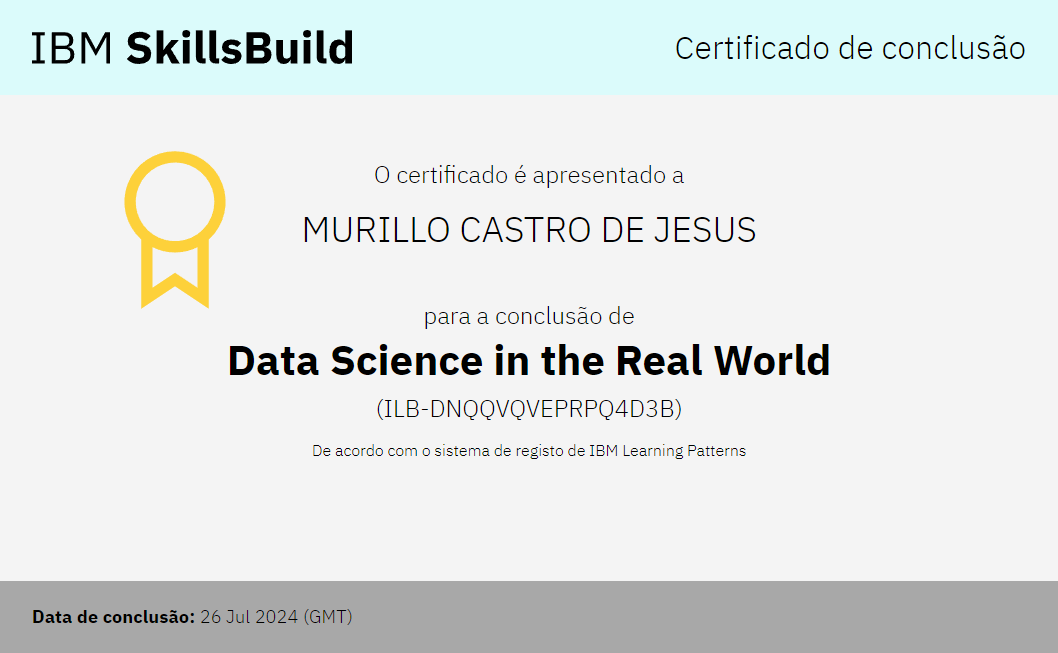 IBM SkillsBuild
Certificado de conclusão
O certificado é apresentado a
MURILLO CASTRO DE JESUS
para a conclusão de
Data Science in the Real World
(ILB-DNQQVQVEPRPQ4D3B)
De acordo com o sistema de registo de IBM Learning Patterns
Data de conclusão: 26 Jul 2024 (GMT)